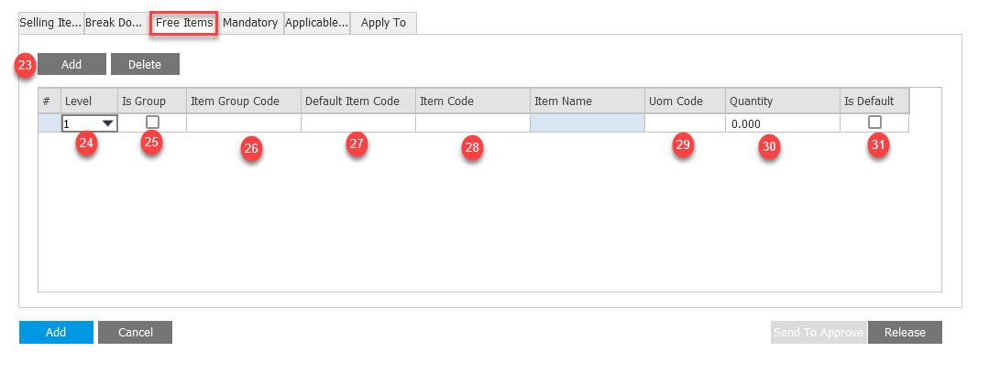 Selling Ite... Break Do... Free Items Mandatory Applicable... Apply To
23 Add Delete
# Level Is Group Item Group Code Default Item Code Item Code Item Name Uom Code Quantity Is Default
1 0.000
24 25 26 27 28 29 30 31
Add Cancel Send To Approve Release